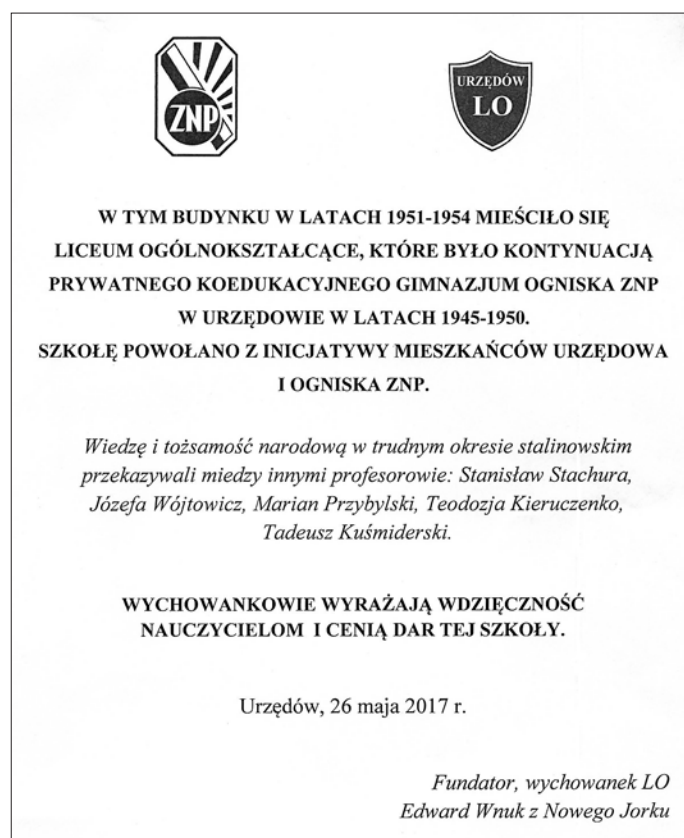 ZNP
URZĘDÓW
LO
W TYM BUDYNKU W LATACH 1951-1954 MIEŚCIŁO SIĘ
LICEUM OGÓLNOKSZTAŁCĄCE, KTÓRE BYŁO KONTYNUACJĄ
PRYWATNEGO KOEDUKACYJNEGO GIMNAZJUM OGNISKA ZNP
W URZĘDOWIE W LATACH 1945-1950.
SZKOŁĘ POWOŁANO Z INICJATYWY MIESZKAŃCÓW URZĘDOWA
I OGNISKA ZNP.
Wiedzę i tożsamość narodową w trudnym okresie stalinowskim
przekazywali miedzy innymi profesorowie: Stanisław Stachura,
Józefa Wójtowicz, Marian Przybylski, Teodozja Kieruczenko,
Tadeusz Kuśmiderski.
WYCHOWANKOWIE WYRAŻAJĄ WDZIĘCZNOŚĆ
NAUCZYCIELOM I CENIĄ DAR TEJ SZKOŁY.
Urzędów, 26 maja 2017 r.
Fundator, wychowanek LO
Edward Wnuk z Nowego Jorku